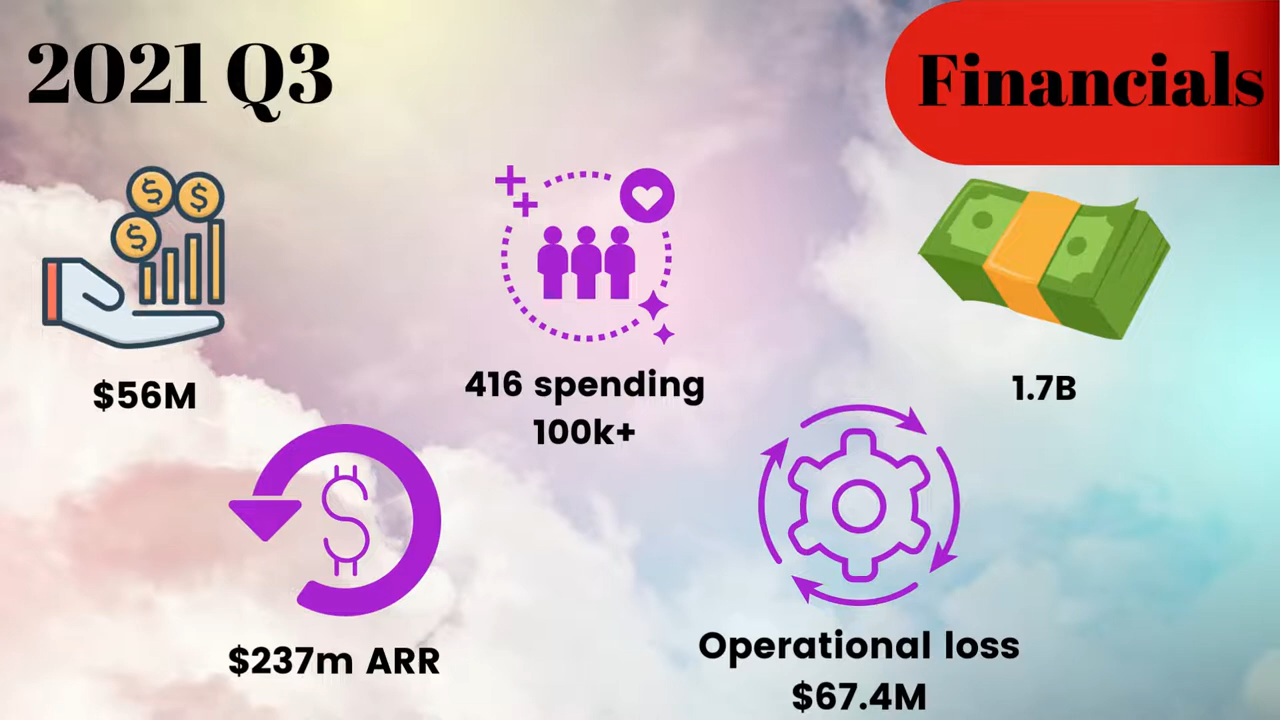 2021 Q3
Financials
$56M
416 spending
100k+
1.7B
$237m ARR
Operational loss
$67.4M